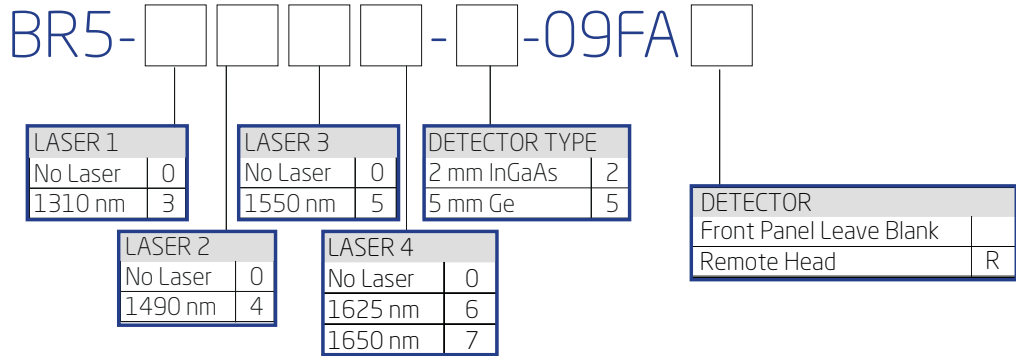 BR5- - -09FA
LASER 1
No Laser 0
1310 nm 3
LASER 2
No Laser 0
1490 nm 4
LASER 3
No Laser 0
1550 nm 5
LASER 4
No Laser 0
1625 nm 6
1650 nm 7
DETECTOR TYPE
2 mm InGaAs 2
5 mm Ge 5
DETECTOR
Front Panel Leave Blank
Remote Head R